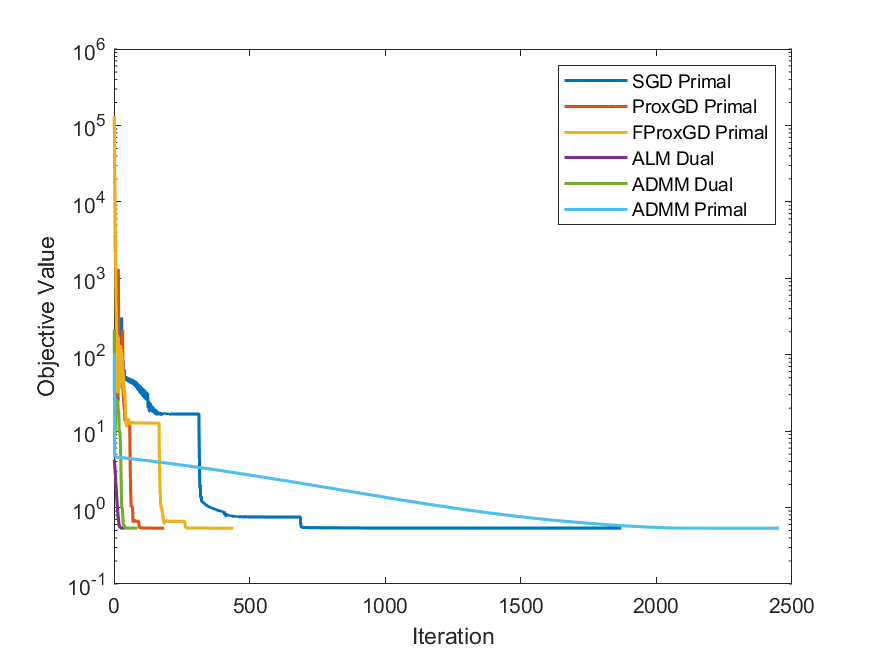 10^6
10^5
10^4
10^3
10^2
10^1
10^0
10^-1
Objective Value
SGD Primal
ProxGD Primal
FProxGD Primal
ALM Dual
ADMM Dual
ADMM Primal
0 500 1000 1500 2000 2500
Iteration